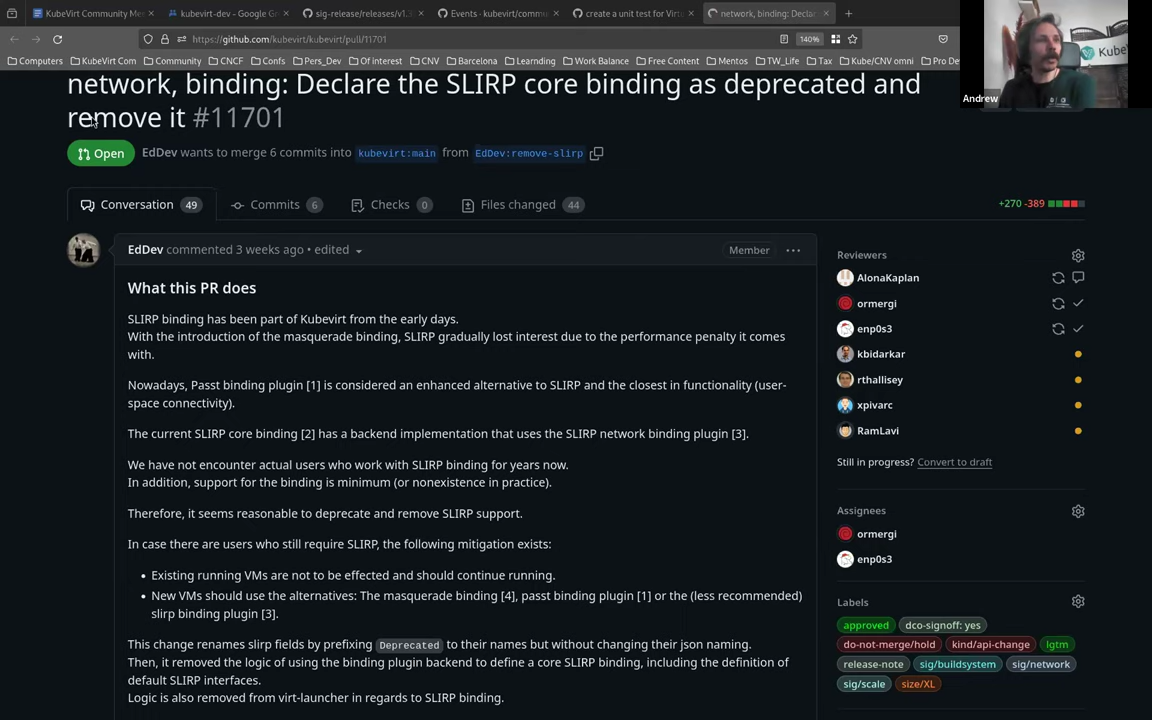 KubeVirt Community Me
kubevirt-dev - Google Gr
sig-release/releases/v1.3
Events · kubevirt/commu
create a unit test for Virtu
network, binding: Declar
https://github.com/kubevirt/kubevirt/pull/11701
140%
Computers
KubeVirt Com
Community
CNCF
Confs
Pers_Dev
Of interest
CNV
Barcelona
Learnding
Work Balance
Free Content
Mentos
TW_Life
Tax
Kube/CNV omni
Pro De
Andrew
network, binding: Declare the SLIRP core binding as deprecated and
remove it #11701
Open
EdDev wants to merge 6 commits into kubevirt:main from EdDev:remove-slirp
Conversation 49
Commits 6
Checks 0
Files changed 44
+270 -389
EdDev commented 3 weeks ago • edited
Member
What this PR does
SLIRP binding has been part of Kubevirt from the early days.
With the introduction of the masquerade binding, SLIRP gradually lost interest due to the performance penalty it comes
with.
Nowadays, Passt binding plugin [1] is considered an enhanced alternative to SLIRP and the closest in functionality (user-
space connectivity).
The current SLIRP core binding [2] has a backend implementation that uses the SLIRP network binding plugin [3].
We have not encounter actual users who work with SLIRP binding for years now.
In addition, support for the binding is minimum (or nonexistence in practice).
Therefore, it seems reasonable to deprecate and remove SLIRP support.
In case there are users who still require SLIRP, the following mitigation exists:
• Existing running VMs are not to be effected and should continue running.
• New VMs should use the alternatives: The masquerade binding [4], passt binding plugin [1] or the (less recommended)
slirp binding plugin [3].
This change renames slirp fields by prefixing Deprecated to their names but without changing their json naming.
Then, it removed the logic of using the binding plugin backend to define a core SLIRP binding, including the definition of
default SLIRP interfaces.
Logic is also removed from virt-launcher in regards to SLIRP binding.
Reviewers
AlonaKaplan
ormergi
enp0s3
kbidarkar
rthallisey
xpivarc
RamLavi
Still in progress? Convert to draft
Assignees
ormergi
enp0s3
Labels
approved
dco-signoff: yes
do-not-merge/hold
kind/api-change
lgtm
release-note
sig/buildsystem
sig/network
sig/scale
size/XL